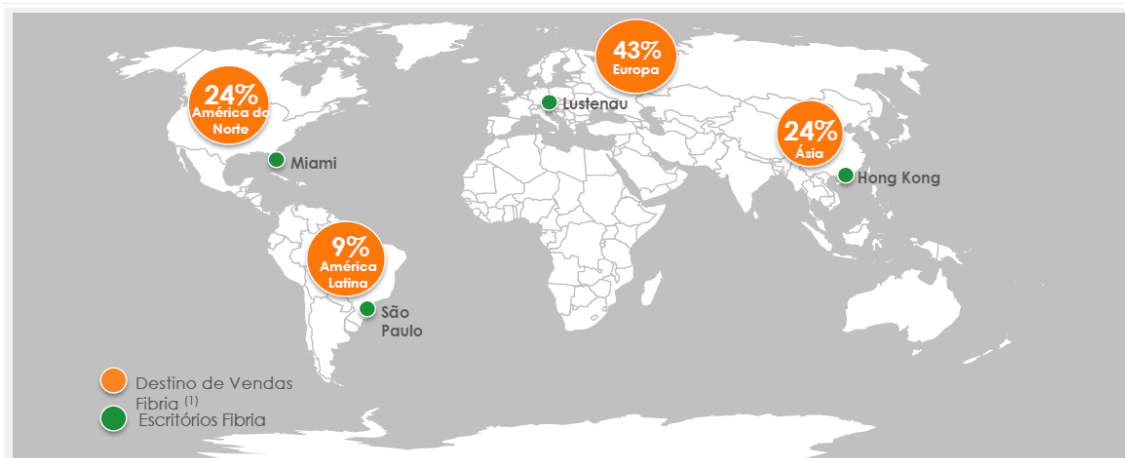 43%
Europa
24%
América do
Norte
Lustenau
24%
Ásia
Miami
Hong Kong
9%
América
Latina
São
Paulo
Destino de Vendas
Fibria (1)
Escritórios Fibria